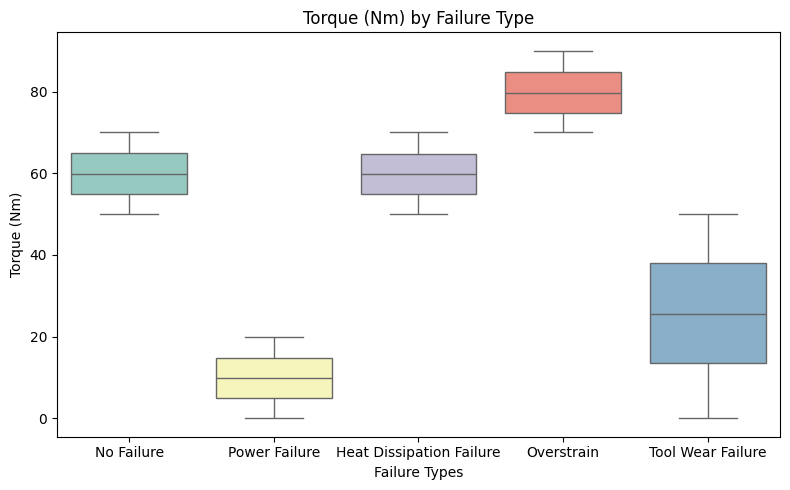 Torque (Nm) by Failure Type
Torque (Nm)
80
60
40
20
0
No Failure
Power Failure
Heat Dissipation Failure
Overstrain
Tool Wear Failure
Failure Types